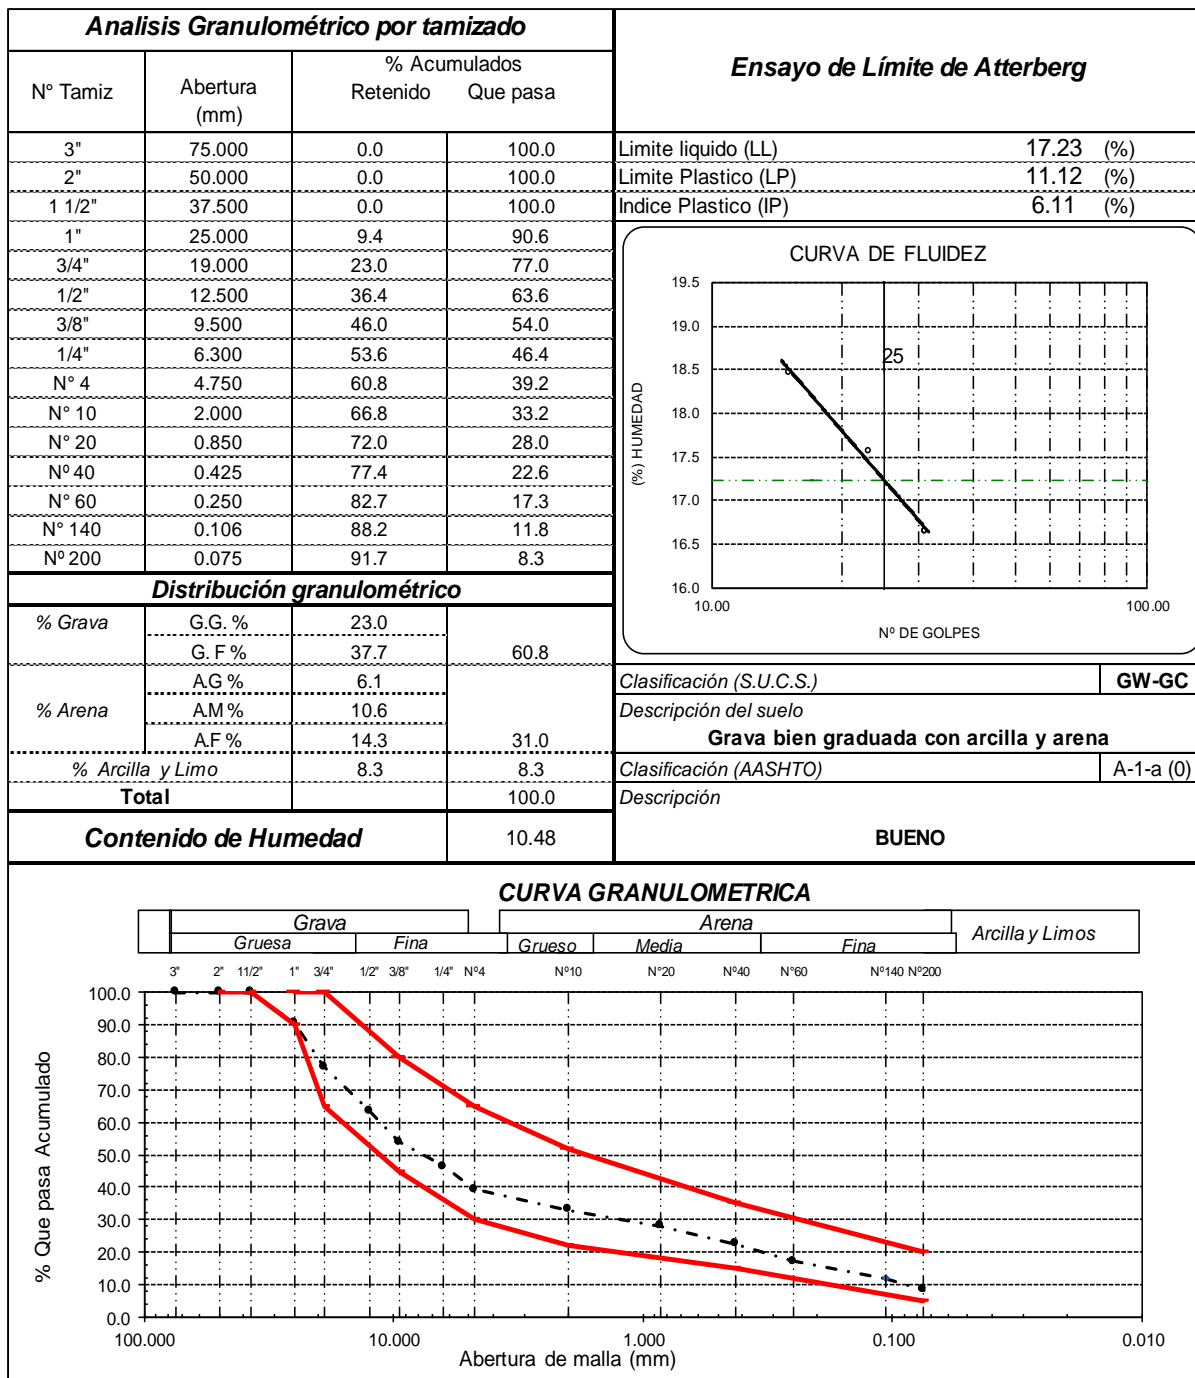 Analisis Granulométrico por tamizado
N° Tamiz Abertura (mm) % Acumulados
Retenido Que pasa
3" 75.000 0.0 100.0
2" 50.000 0.0 100.0
1 1/2" 37.500 0.0 100.0
1" 25.000 9.4 90.6
3/4" 19.000 23.0 77.0
1/2" 12.500 36.4 63.6
3/8" 9.500 46.0 54.0
1/4" 6.300 53.6 46.4
N° 4 4.750 60.8 39.2
N° 10 2.000 66.8 33.2
N° 20 0.850 72.0 28.0
Nº 40 0.425 77.4 22.6
N° 60 0.250 82.7 17.3
N° 140 0.106 88.2 11.8
Nº 200 0.075 91.7 8.3
Distribución granulométrico
% Grava G.G. % 23.0
G. F % 37.7 60.8
A.G % 6.1
% Arena A.M % 10.6
A.F % 14.3 31.0
% Arcilla y Limo 8.3 8.3
Total 100.0
Contenido de Humedad 10.48
Ensayo de Límite de Atterberg
Limite liquido (LL) 17.23 (%)
Limite Plastico (LP) 11.12 (%)
Indice Plastico (IP) 6.11 (%)
CURVA DE FLUIDEZ
19.5
19.0
18.5
18.0
17.5
17.0
16.5
16.0
(%) HUMEDAD
25
10.00 100.00
Nº DE GOLPES
Clasificación (S.U.C.S.) GW-GC
Descripción del suelo
Grava bien graduada con arcilla y arena
Clasificación (AASHTO) A-1-a (0)
Descripción
BUENO
CURVA GRANULOMETRICA
Grava Arena Arcilla y Limos
Gruesa Fina Grueso Media Fina
3" 2" 11/2" 1" 3/4" 1/2" 3/8" 1/4" Nº4 Nº10 N°20 N°40 N°60 N°140 Nº200
100.0
90.0
80.0
70.0
60.0
50.0
40.0
30.0
20.0
10.0
0.0
% Que pasa Acumulado
100.000 10.000 1.000 0.100 0.010
Abertura de malla (mm)